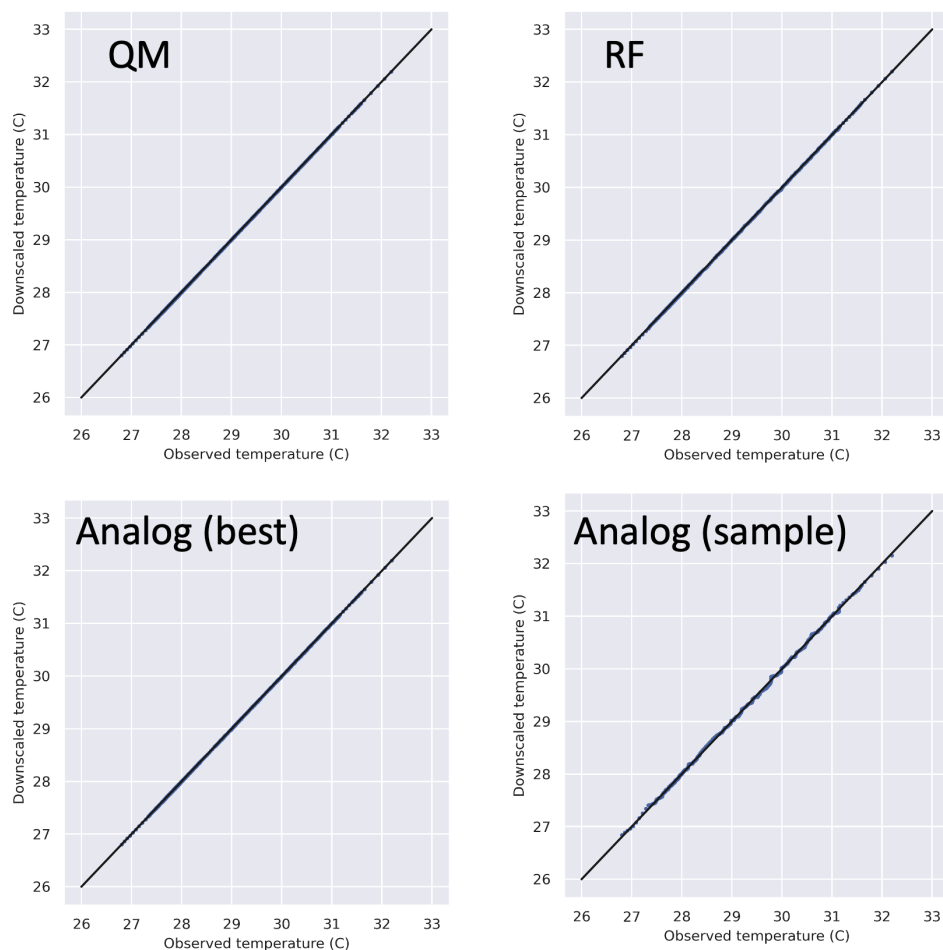 QM
33
32
31
30
29
28
27
26
Downscaled temperature (C)
26 27 28 29 30 31 32 33
Observed temperature (C)
RF
33
32
31
30
29
28
27
26
Downscaled temperature (C)
26 27 28 29 30 31 32 33
Observed temperature (C)
Analog (best)
33
32
31
30
29
28
27
26
Downscaled temperature (C)
26 27 28 29 30 31 32 33
Observed temperature (C)
Analog (sample)
33
32
31
30
29
28
27
26
Downscaled temperature (C)
26 27 28 29 30 31 32 33
Observed temperature (C)